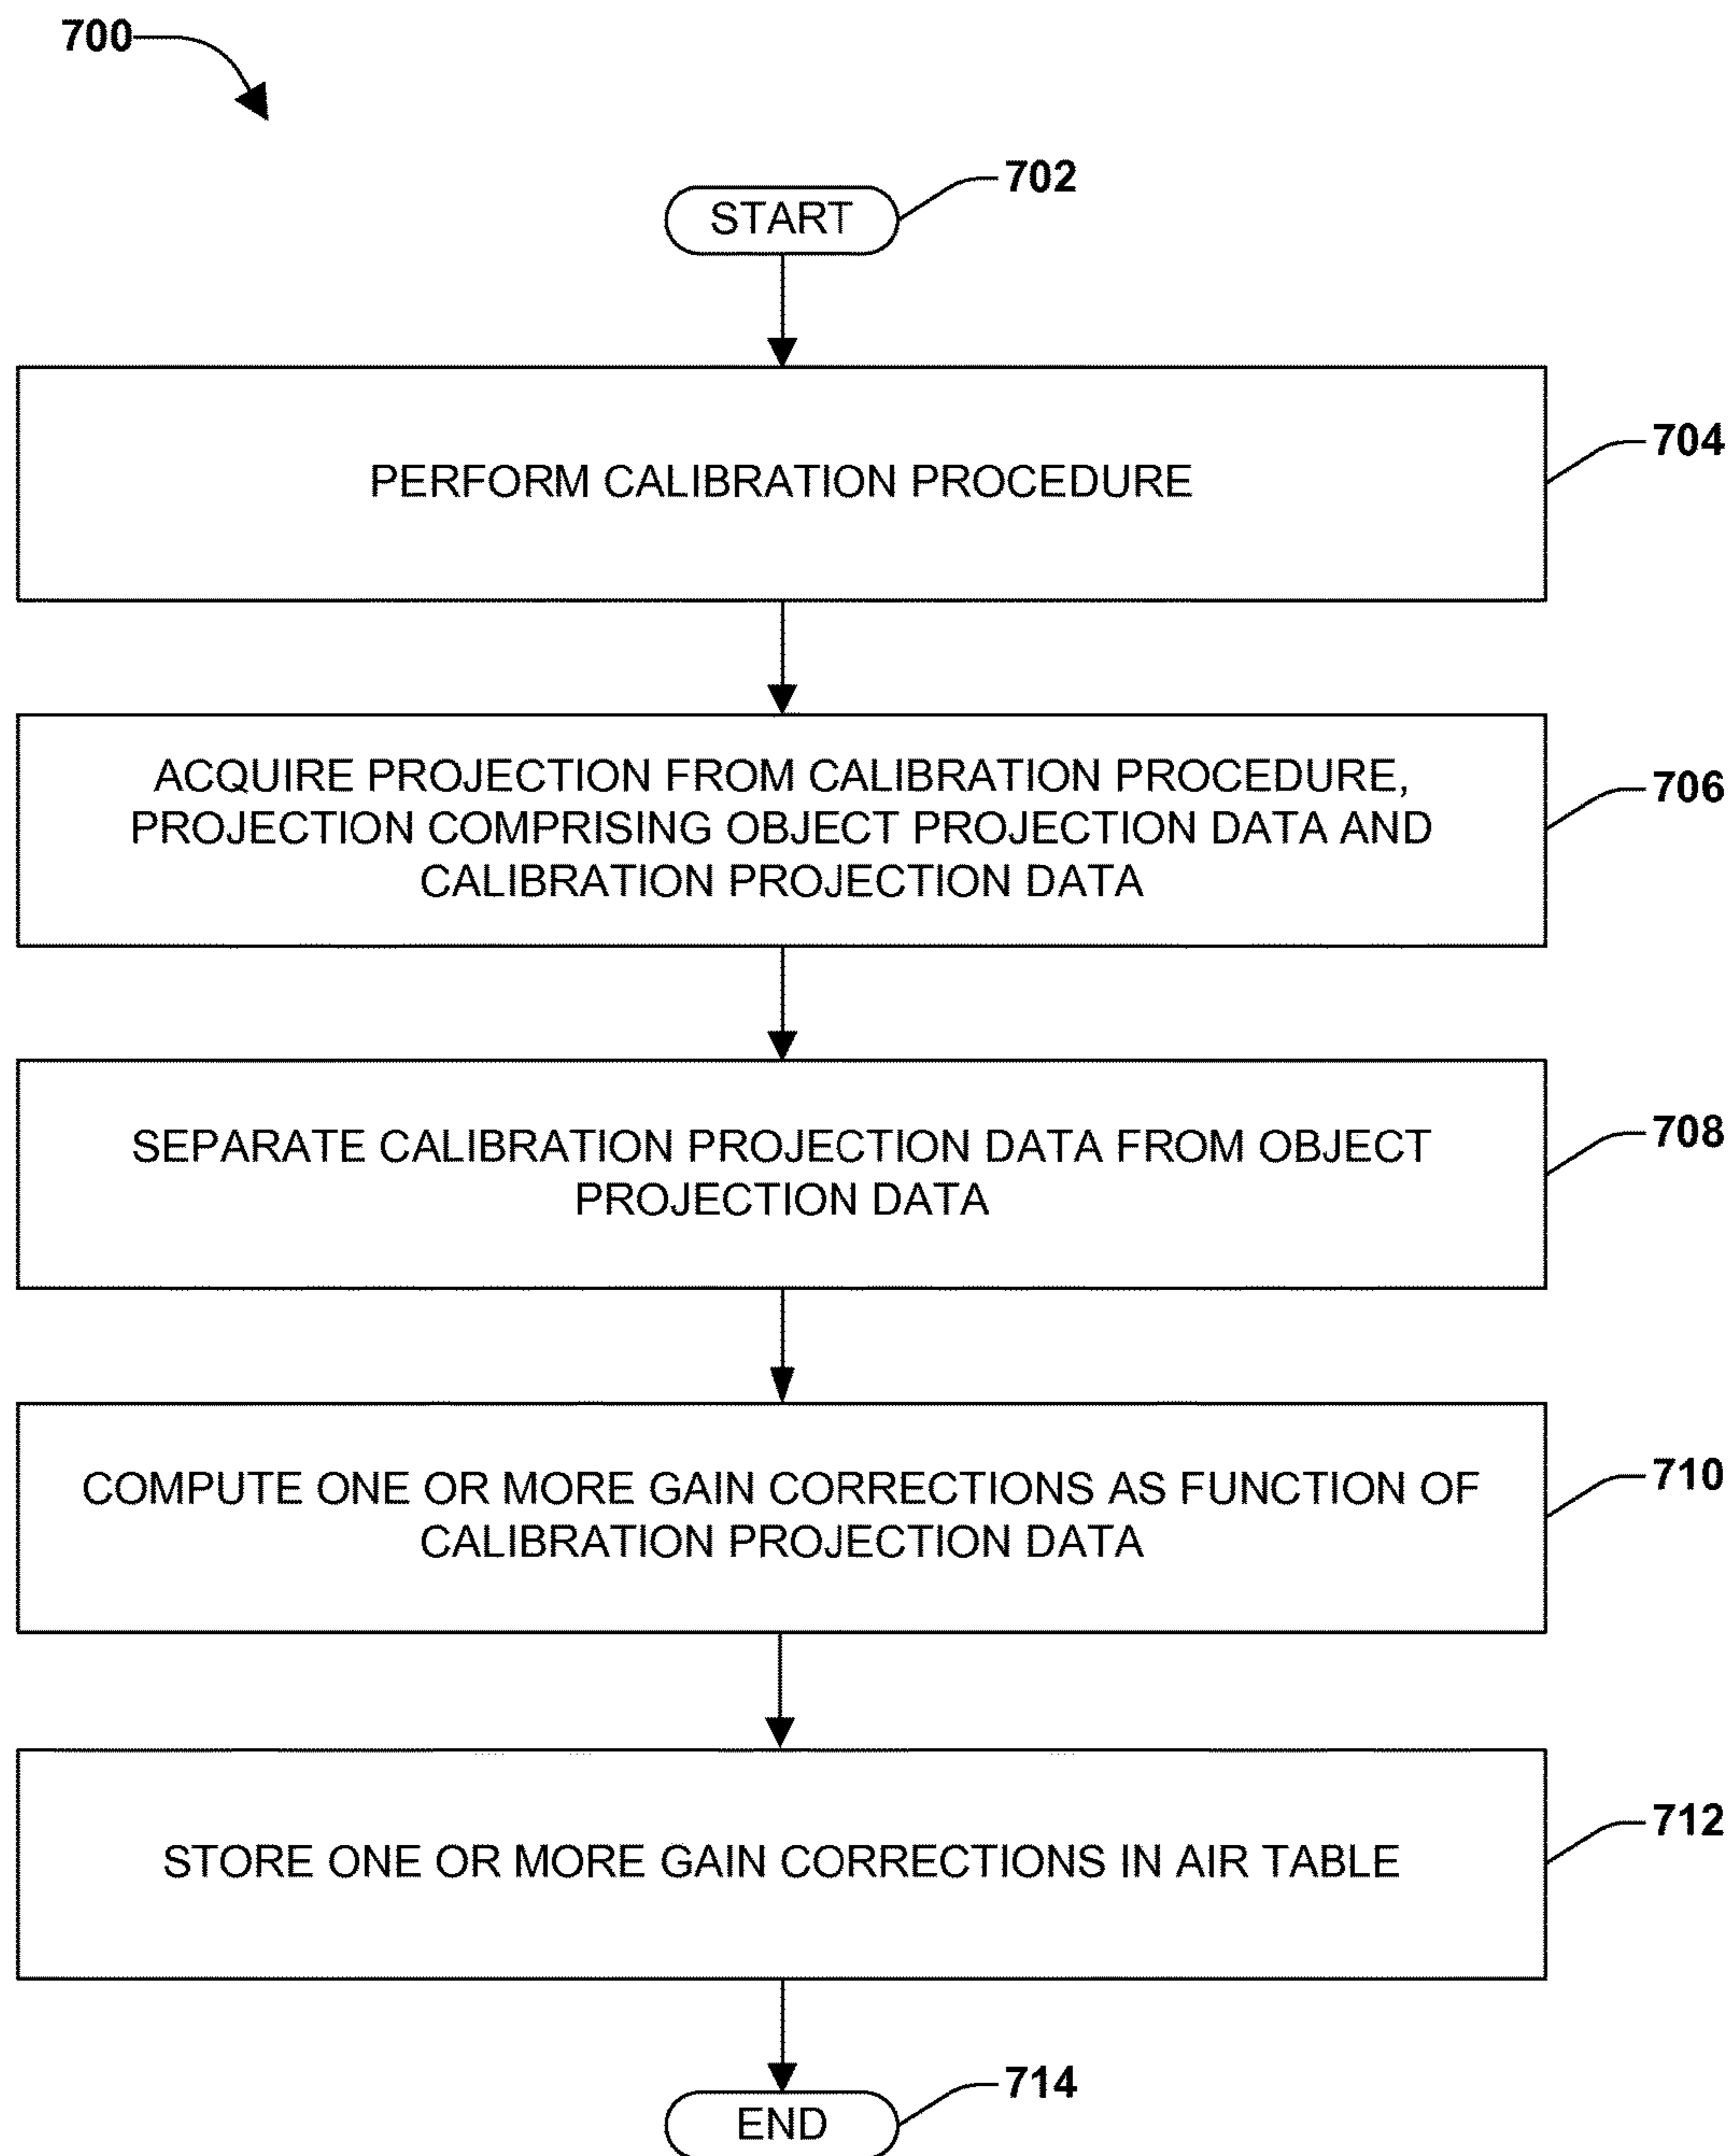 700
702
START
704
PERFORM CALIBRATION PROCEDURE
706
ACQUIRE PROJECTION FROM CALIBRATION PROCEDURE,
PROJECTION COMPRISING OBJECT PROJECTION DATA AND
CALIBRATION PROJECTION DATA
708
SEPARATE CALIBRATION PROJECTION DATA FROM OBJECT
PROJECTION DATA
710
COMPUTE ONE OR MORE GAIN CORRECTIONS AS FUNCTION OF
CALIBRATION PROJECTION DATA
712
STORE ONE OR MORE GAIN CORRECTIONS IN AIR TABLE
714
END